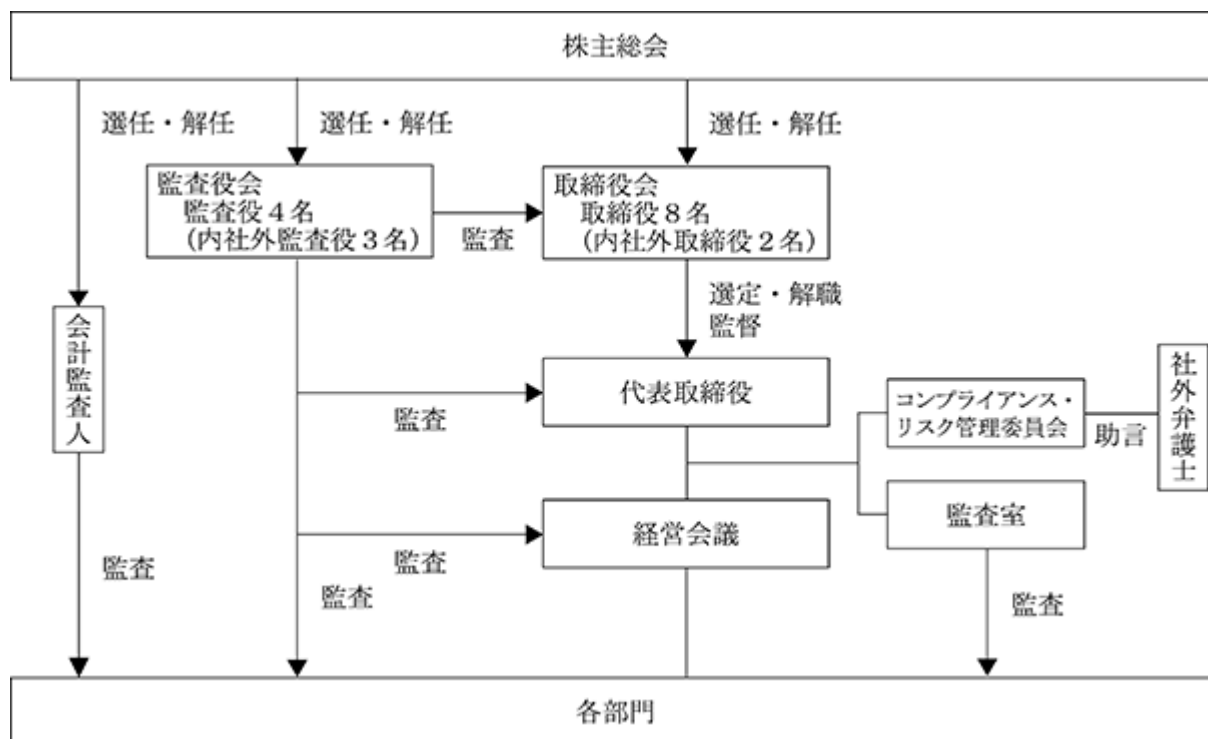 株主総会
選任・解任
選任・解任
選任・解任
監査役会
監査役4名
(内社外監査役3名)
監査
取締役会
取締役8名
(内社外取締役2名)
選定・解職
監督
会計監査人
監査
代表取締役
コンプライアンス・
リスク管理委員会
助言
社外弁護士
監査
経営会議
監査室
監査
監査
監査
各部門